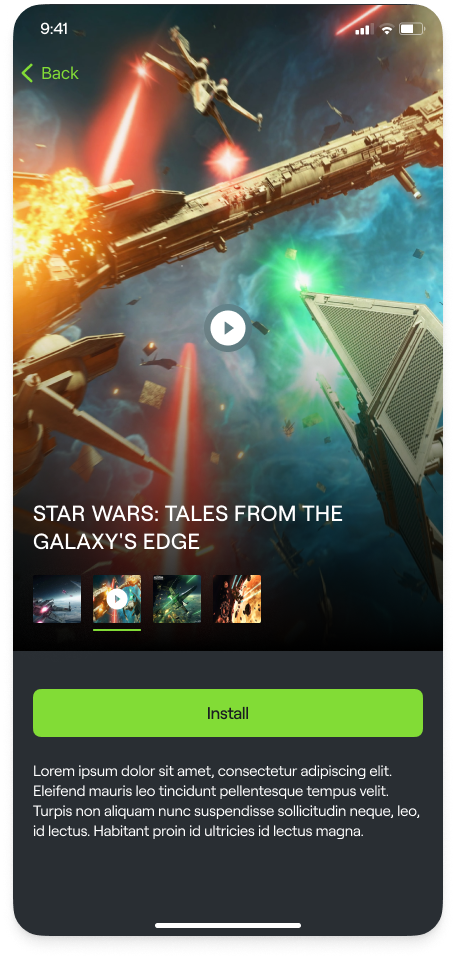 9:41
Back
STAR WARS: TALES FROM THE
GALAXY'S EDGE
Install
Lorem ipsum dolor sit amet, consectetur adipiscing elit.
Eleifend mauris leo tincidunt pellentesque tempus velit.
Turpis non aliquam nunc suspendisse sollicitudin neque, leo,
id lectus. Habitant proin id ultricies id lectus magna.